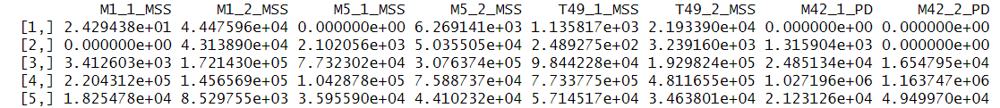 M1_1_MSS M1_2_MSS M5_1_MSS M5_2_MSS T49_1_MSS T49_2_MSS M42_1_PD M42_2_PD
[1,] 2.429438e+01 4.447596e+04 0.000000e+00 6.269141e+03 1.135817e+03 2.193390e+04 0.000000e+00 0.000000e+00
[2,] 0.000000e+00 4.313890e+04 2.102056e+03 5.035505e+04 2.489275e+02 3.239160e+03 1.315904e+03 0.000000e+00
[3,] 3.412603e+03 1.721430e+05 7.732302e+04 3.076374e+05 9.844228e+04 1.929824e+05 2.485134e+04 1.654795e+04
[4,] 2.204312e+05 1.456569e+05 1.042878e+05 7.588737e+04 7.733775e+05 4.811655e+05 1.027196e+06 1.163747e+06
[5,] 1.825478e+04 8.529755e+03 3.595590e+04 4.410232e+04 5.714517e+04 3.463801e+04 2.123126e+04 4.949970e+04